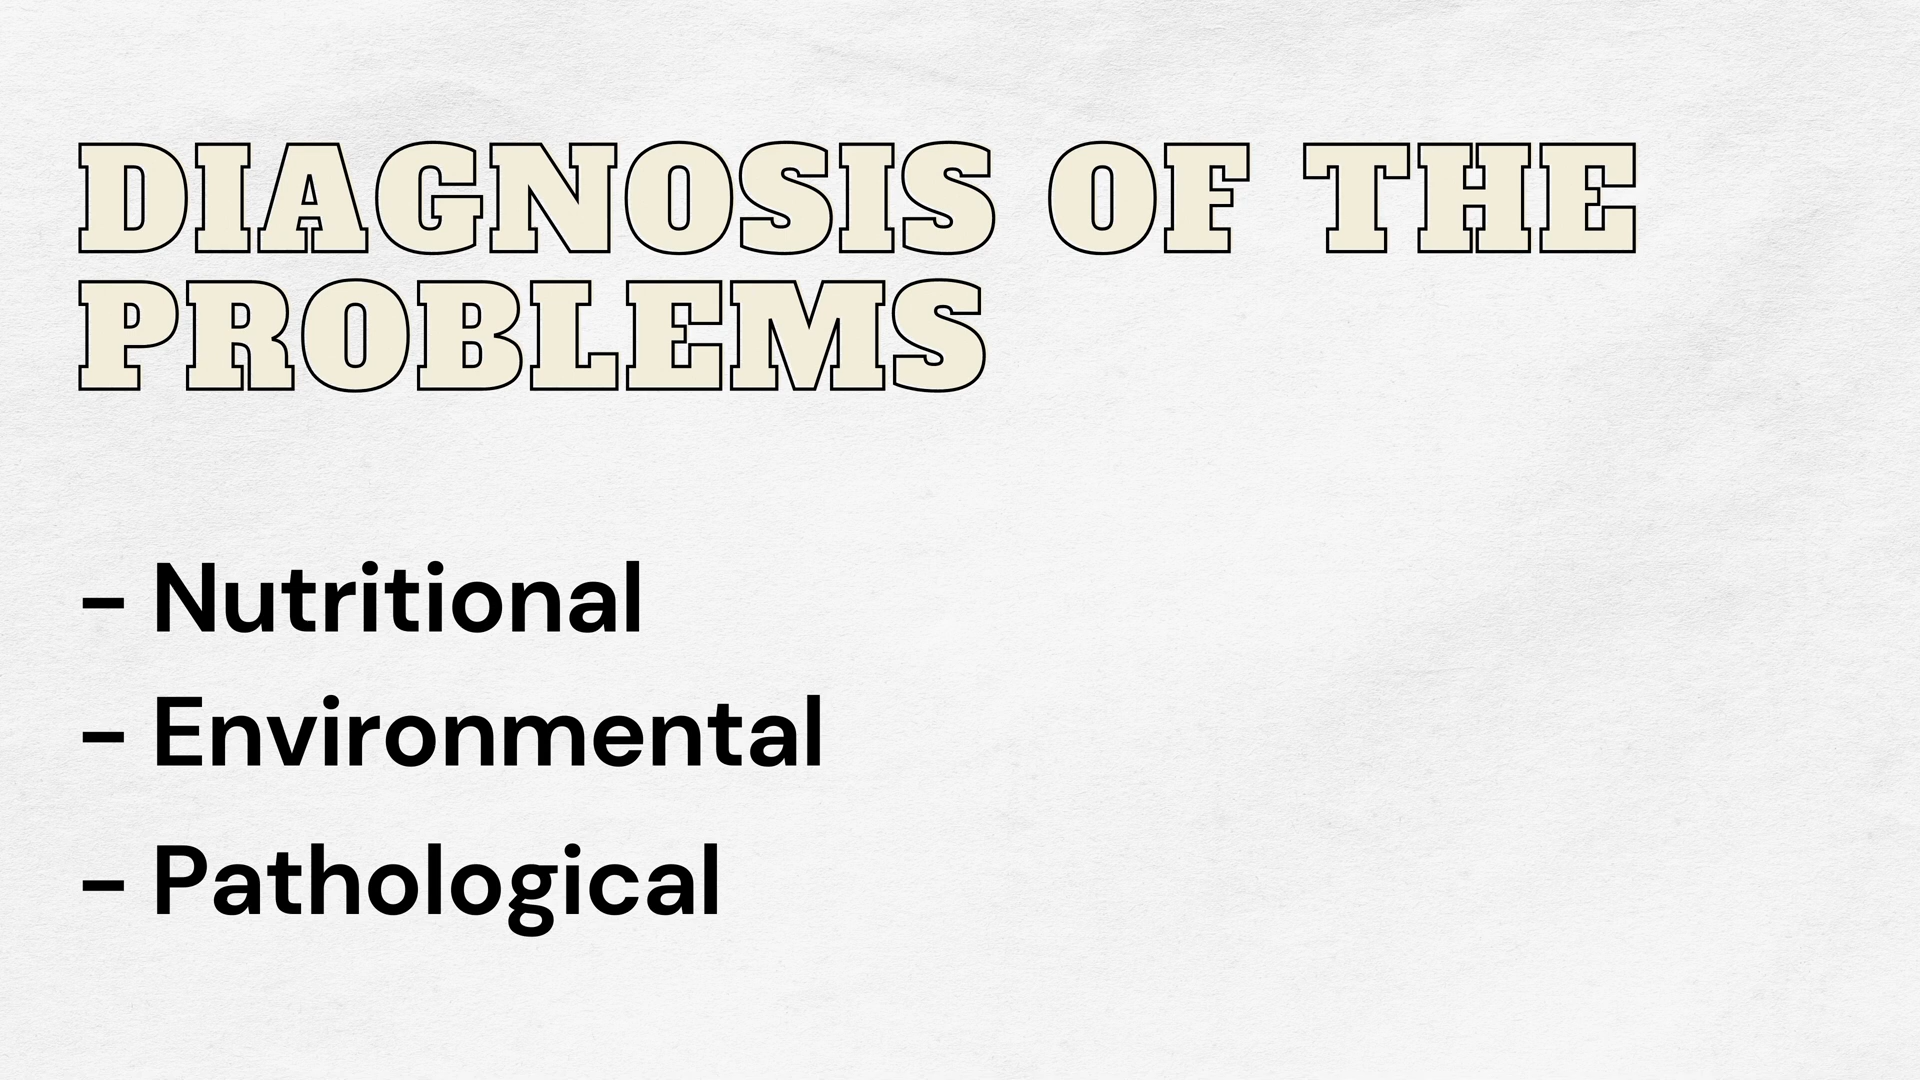 DIAGNOSIS OF THE
PROBLEMS
- Nutritional
- Environmental
- Pathological